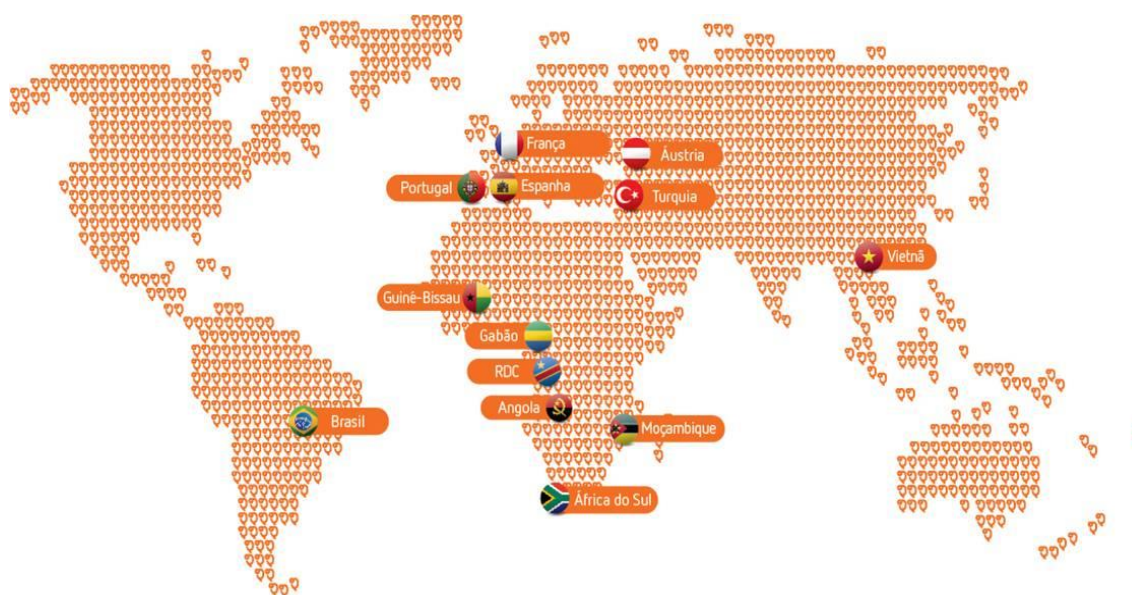 França
Áustria
Portugal
Espanha
Turquia
Vietnã
Guiné-Bissau
Gabão
RDC
Angola
Brasil
Moçambique
África do Sul